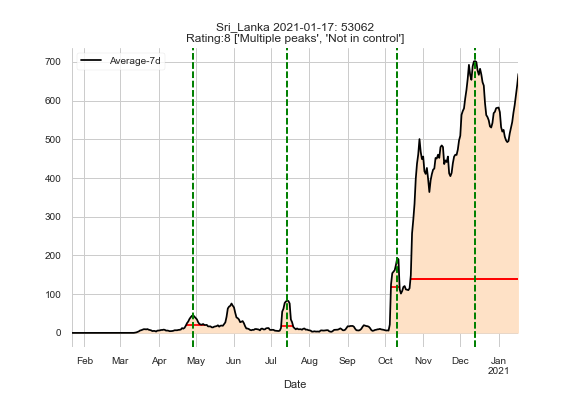 Sri_Lanka 2021-01-17: 53062
Rating:8 ['Multiple peaks', 'Not in control']
Average-7d
700
600
500
400
300
200
100
0
Feb Mar Apr May Jun Jul Aug Sep Oct Nov Dec Jan
2021
Date